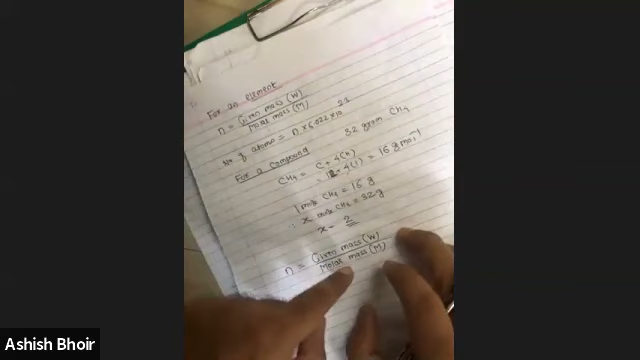 For an element
n = Given mass (W) / Molar mass (M)
No of atoms = n × 6.022 × 10²³
For a compound
32 gram CH₄
CH₄ = C + 4(H)
= 12 + 4(1) = 16 g mol⁻¹
1 mole CH₄ = 16 g
∴ x mole CH₄ = 32 g
x = 2
n = Given mass (W) / Molar mass (M)
Ashish Bhoir